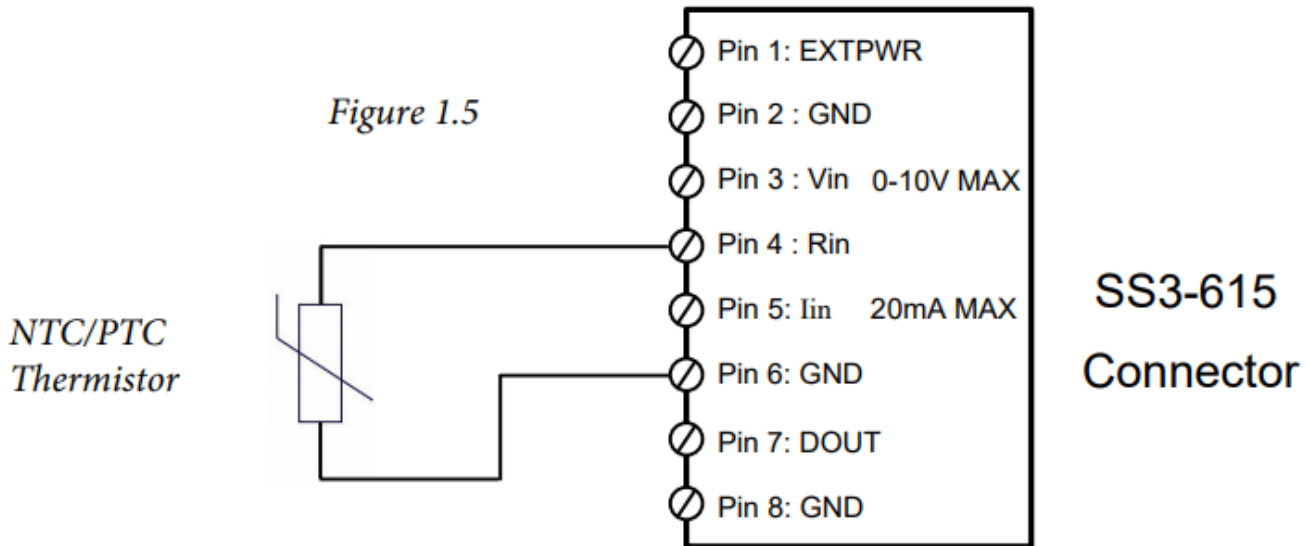 Figure 1.5
NTC/PTC
Thermistor
Pin 1: EXTPWR
Pin 2 : GND
Pin 3 : Vin 0-10V MAX
Pin 4 : Rin
Pin 5: Iin 20mA MAX
Pin 6: GND
Pin 7: DOUT
Pin 8: GND
SS3-615
Connector